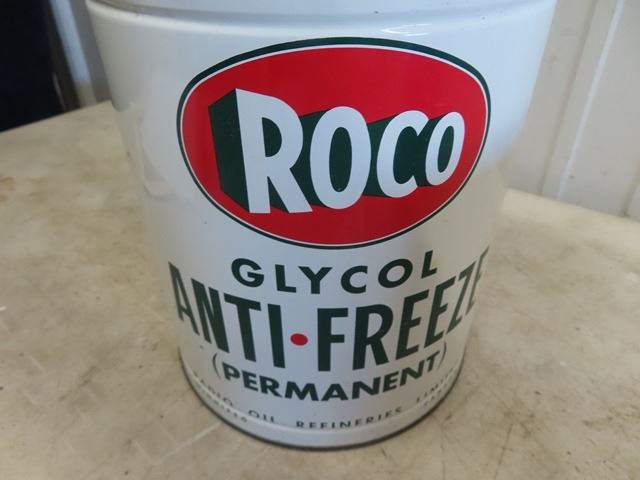 ROCO
GLYCOL
ANTI•FREEZE
(PERMANENT)
OIL REFINERIES